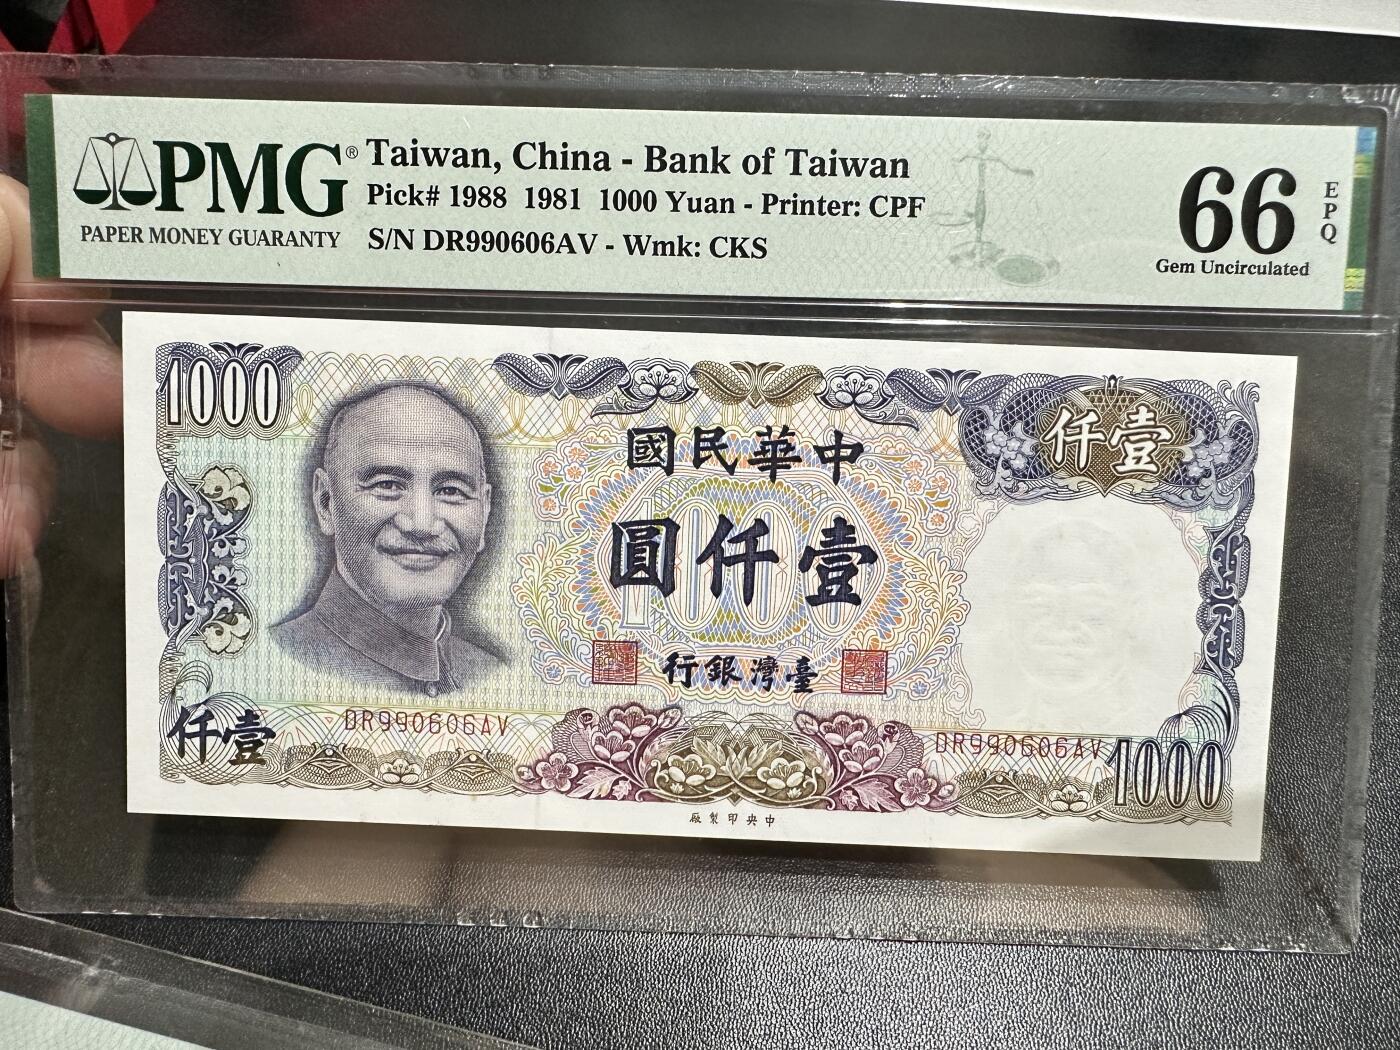 PMG®
PAPER MONEY GUARANTY
Taiwan, China - Bank of Taiwan
Pick# 1988 1981 1000 Yuan - Printer: CPF
S/N DR990606AV - Wmk: CKS
66
EPQ
Gem Uncirculated
1000
仟壹
國民華中
圓仟壹
1000
行銀灣臺
DR990606AV
DR990606AV
仟壹
1000
廠製印央中